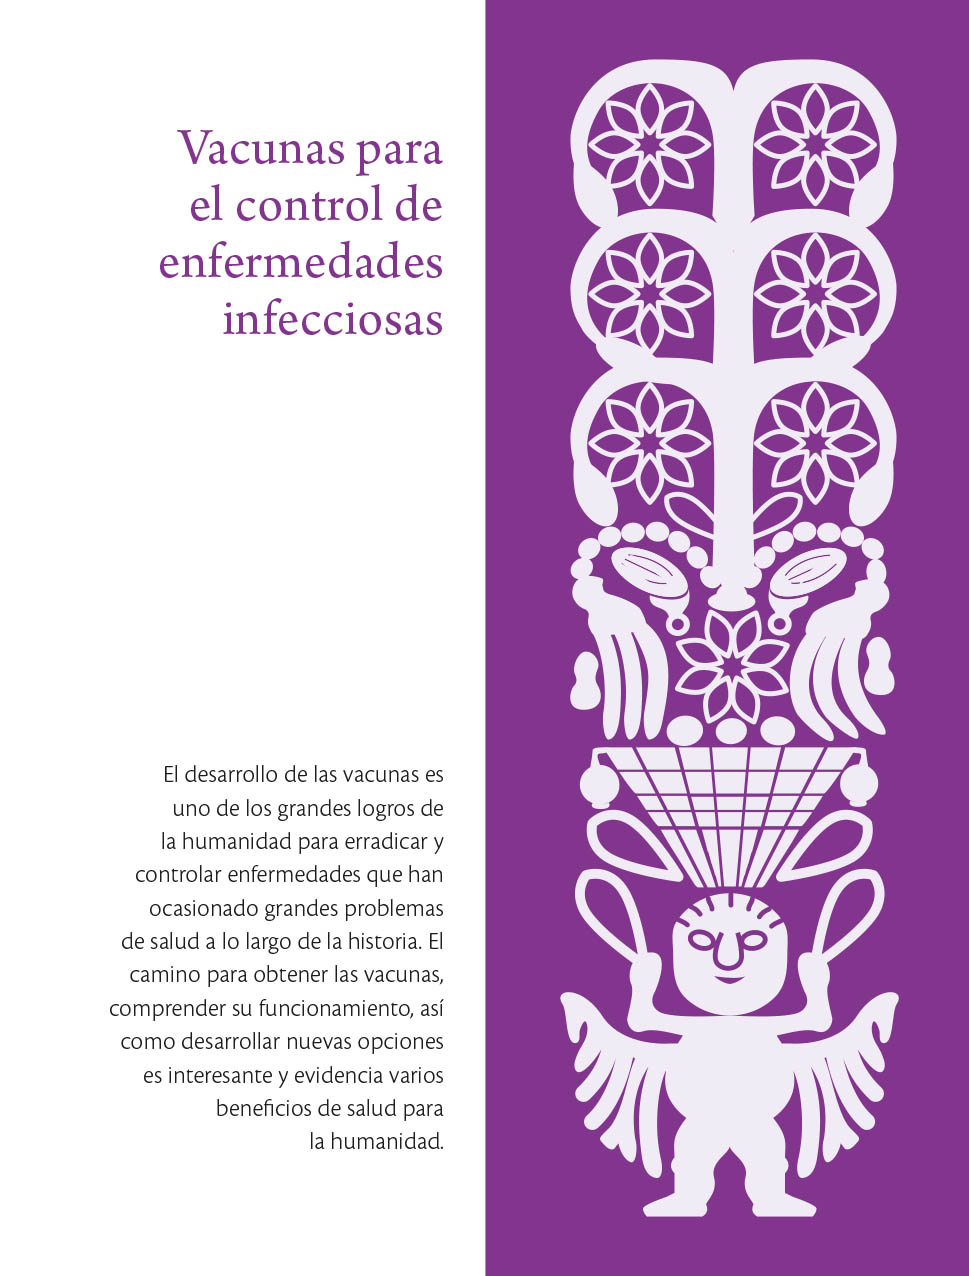 Vacunas para
el control de
enfermedades
infecciosas
El desarrollo de las vacunas es
uno de los grandes logros de
la humanidad para erradicar y
controlar enfermedades que han
ocasionado grandes problemas
de salud a lo largo de la historia. El
camino para obtener las vacunas,
comprender su funcionamiento, así
como desarrollar nuevas opciones
es interesante y evidencia varios
beneficios de salud para
la humanidad.